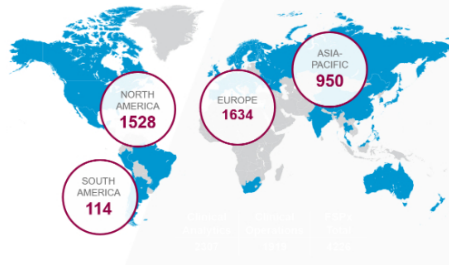 NORTH
AMERICA
1528
EUROPE
1634
ASIA-
PACIFIC
950
SOUTH
AMERICA
114